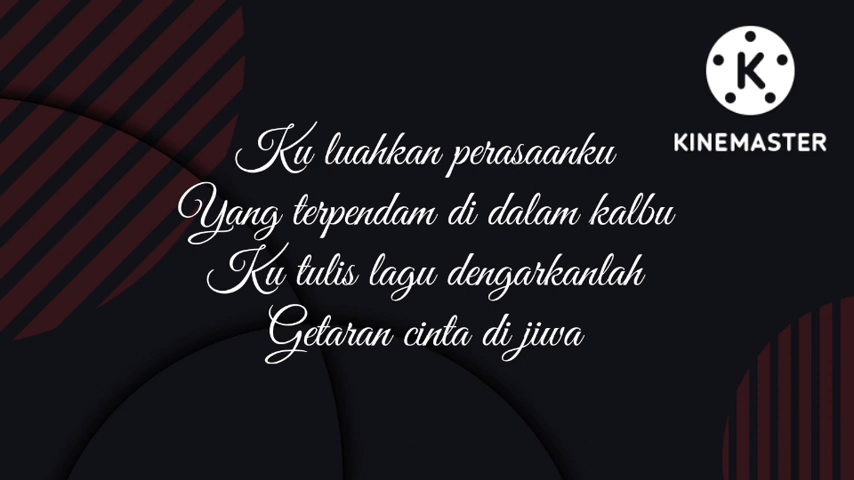 KINEMASTER
Ku luahkan perasaanku
Yang terpendam di dalam kalbu
Ku tulis lagu dengarkanlah
Getaran cinta di jiwa